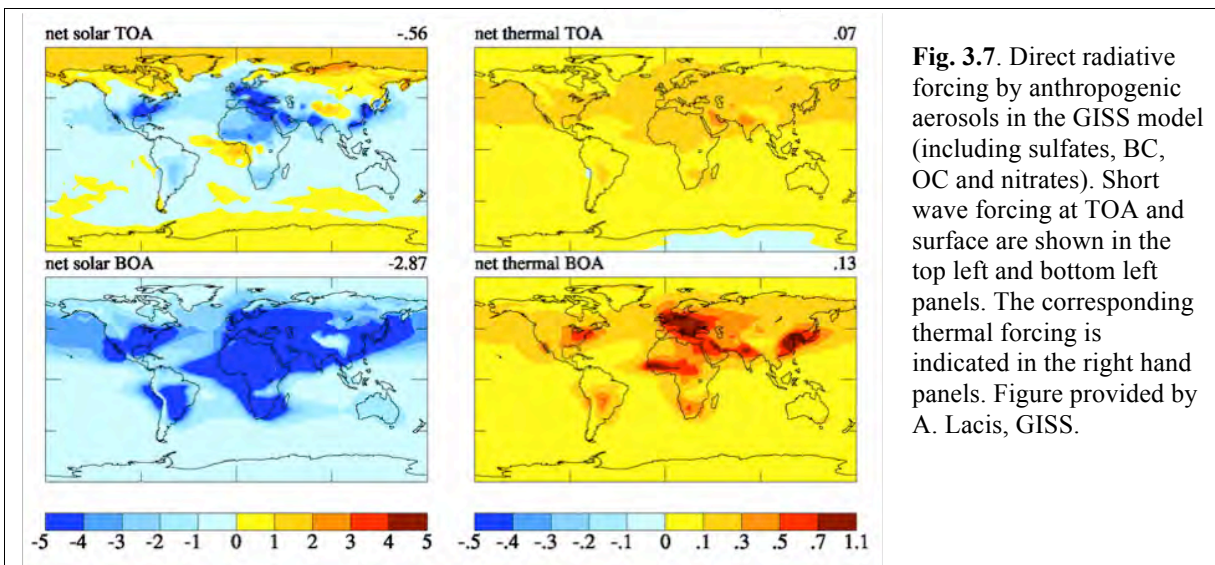 net solar TOA -.56
net thermal TOA .07
net solar BOA -2.87
net thermal BOA .13
-5 -4 -3 -2 -1 0 1 2 3 4 5
-.5 -.4 -.3 -.2 -.1 0 .1 .3 .5 .7 1.1
Fig. 3.7. Direct radiative
forcing by anthropogenic
aerosols in the GISS model
(including sulfates, BC,
OC and nitrates). Short
wave forcing at TOA and
surface are shown in the
top left and bottom left
panels. The corresponding
thermal forcing is
indicated in the right hand
panels. Figure provided by
A. Lacis, GISS.